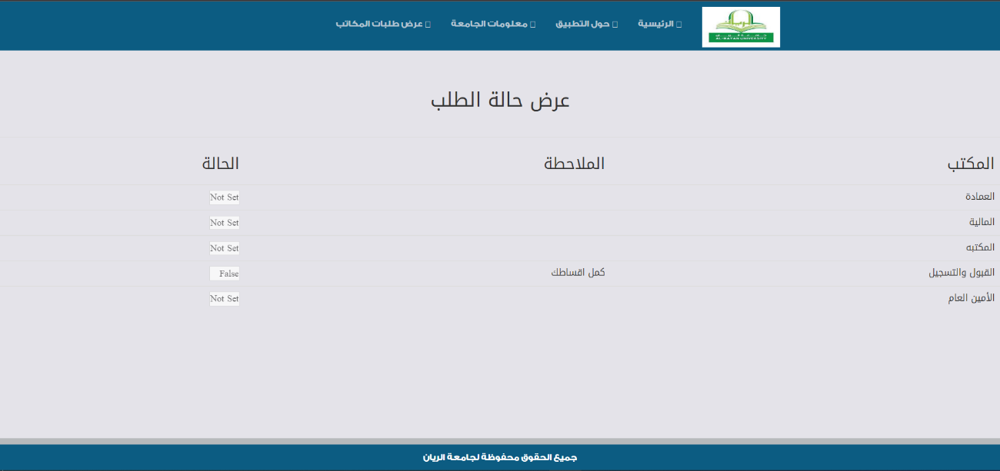 الرئيسية حول التطبيق معلومات الجامعة عرض طلبات المكاتب
الريان
AL-RAYAN UNIVERSITY
عرض حالة الطلب
المكتب الملاحظة الحالة
العمادة Not Set
المالية Not Set
المكتبه Not Set
القبول والتسجيل كمل اقساطك False
الأمين العام Not Set
جميع الحقوق محفوظة لجامعة الريان